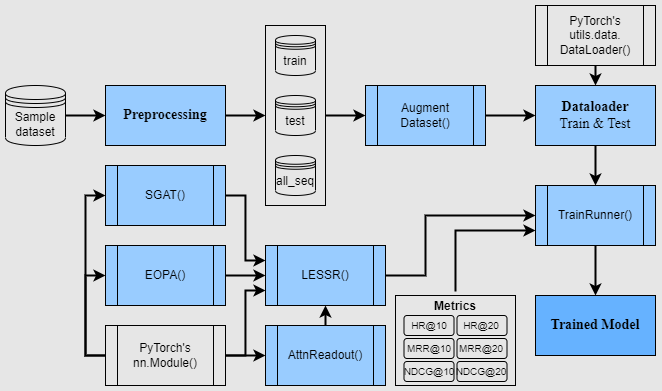 PyTorch's
utils.data.
DataLoader()
Sample
dataset
Preprocessing
train
test
all_seq
Augment
Dataset()
Dataloader
Train & Test
SGAT()
TrainRunner()
EOPA()
LESSR()
PyTorch's
nn.Module()
AttnReadout()
Metrics
HR@10 HR@20
MRR@10 MRR@20
NDCG@10 NDCG@20
Trained Model